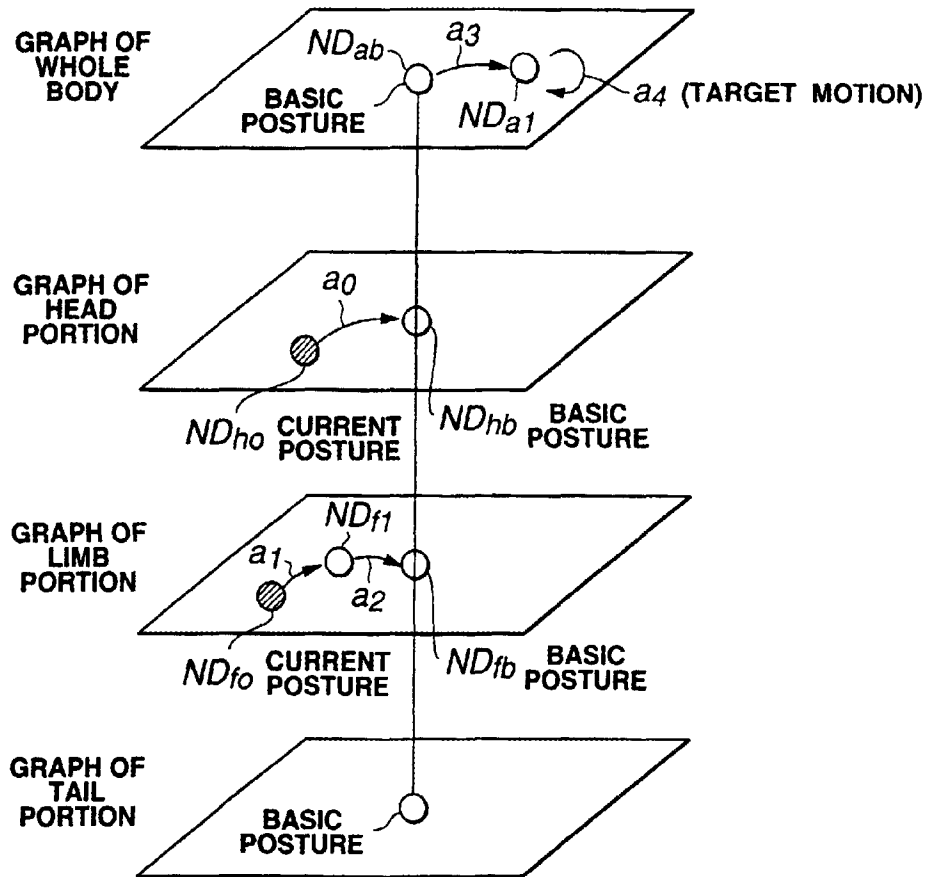 GRAPH OF
WHOLE
BODY
NDab
a3
BASIC
POSTURE
NDa1
a4 (TARGET MOTION)
GRAPH OF
HEAD
PORTION
a0
NDho
CURRENT
POSTURE
NDhb
BASIC
POSTURE
GRAPH OF
LIMB
PORTION
NDf1
a1
a2
NDfo
CURRENT
POSTURE
NDfb
BASIC
POSTURE
GRAPH OF
TAIL
PORTION
BASIC
POSTURE